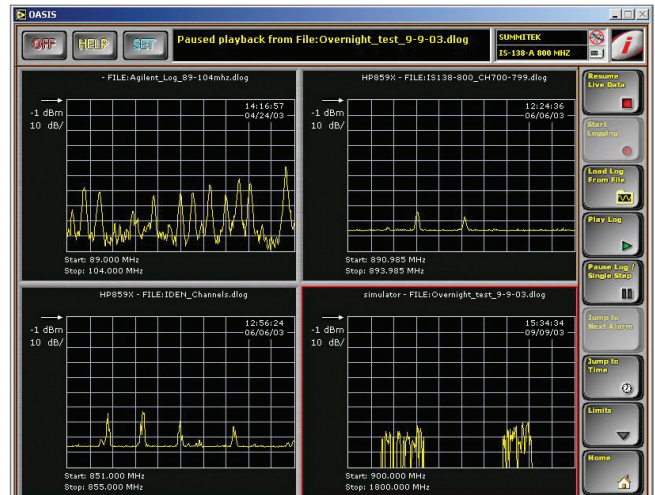 OASIS
OFF
HELP
SET
Paused playback from File:Overnight_test_9-9-03.dlog
SUMMITEK
IS-138-A 800 MHZ
i
- FILE:Agilent_Log_89-104mhz.dlog
-1 dBm
10 dB/
14:16:57
04/24/03
Start: 89.000 MHz
Stop: 104.000 MHz
HP859X - FILE:IS138-800_CH700-799.dlog
-1 dBm
10 dB/
12:24:36
06/06/03
Start: 890.985 MHz
Stop: 893.985 MHz
HP859X - FILE:IDEN_Channels.dlog
-1 dBm
10 dB/
12:56:24
06/06/03
Start: 851.000 MHz
Stop: 855.000 MHz
simulator - FILE:Overnight_test_9-9-03.dlog
-1 dBm
10 dB/
15:34:34
09/09/03
Start: 900.000 MHz
Stop: 1800.000 MHz
Resume
Live Data
Start
Logging
Load Log
From File
Play Log
Pause Log /
Single Step
Jump to
Next Alarm
Jump to
Time
Limits
Home